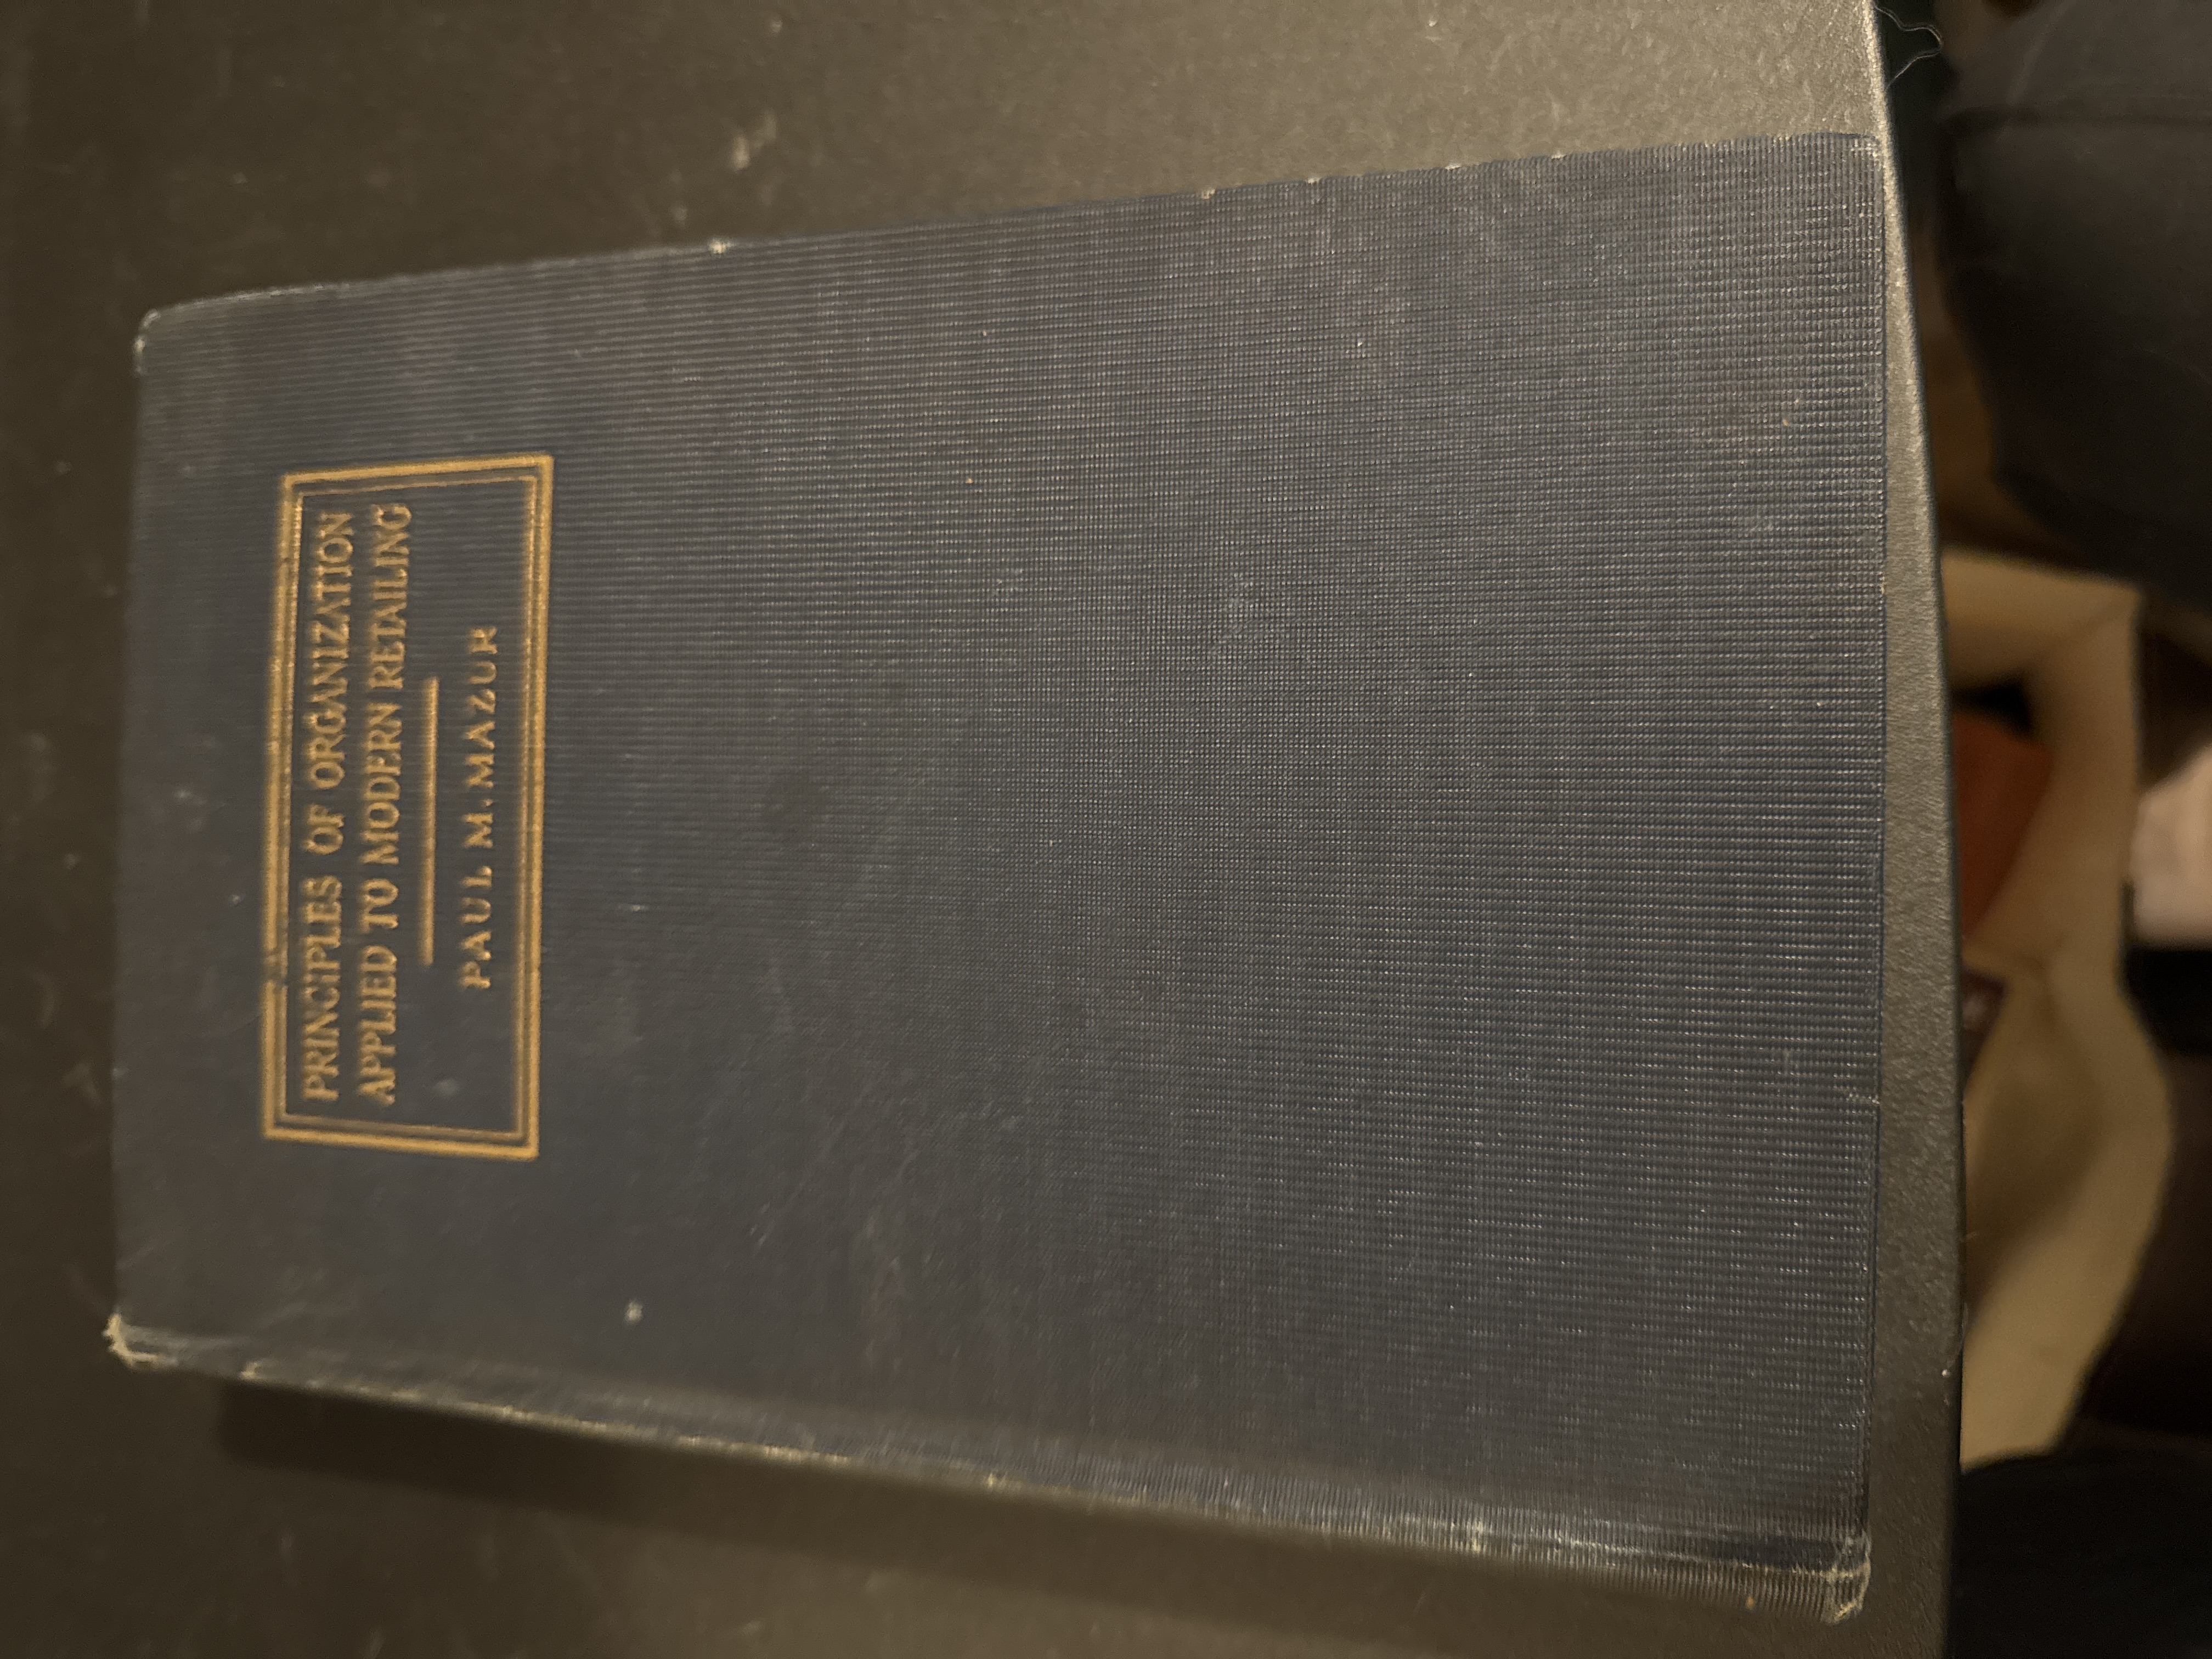 PRINCIPLES OF ORGANIZATION
APPLIED TO MODERN RETAILING
PAUL M. MAZUR